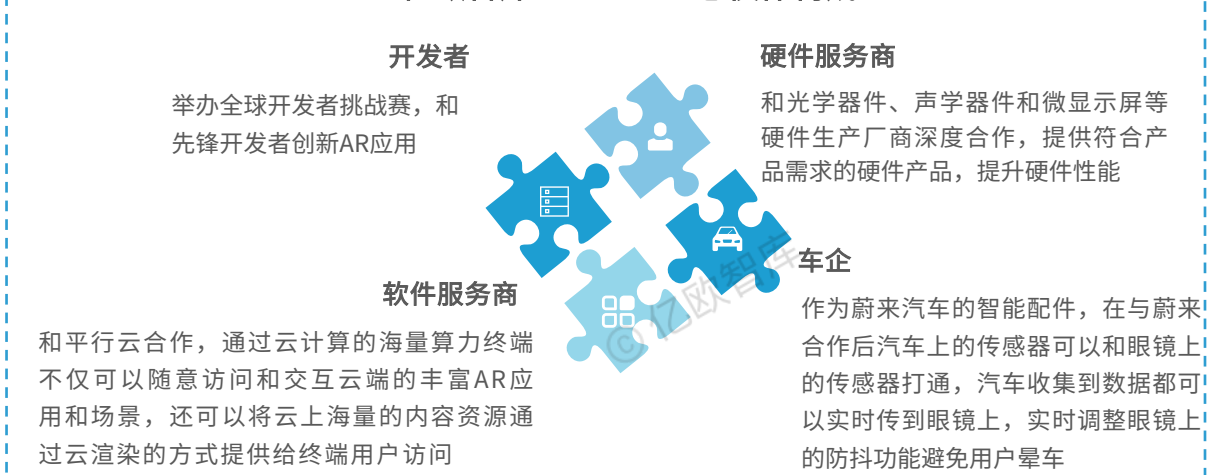 开发者
举办全球开发者挑战赛，和
先锋开发者创新AR应用
硬件服务商
和光学器件、声学器件和微显示屏等
硬件生产厂商深度合作，提供符合产
品需求的硬件产品，提升硬件性能
软件服务商
和平行云合作，通过云计算的海量算力终端
不仅可以随意访问和交互云端的丰富AR应
用和场景，还可以将云上海量的内容资源通
过云渲染的方式提供给终端用户访问
车企
作为蔚来汽车的智能配件，在与蔚来
合作后汽车上的传感器可以和眼镜上
的传感器打通，汽车收集到数据都可
以实时传到眼镜上，实时调整眼镜上
的防抖功能避免用户晕车
©亿欧智库